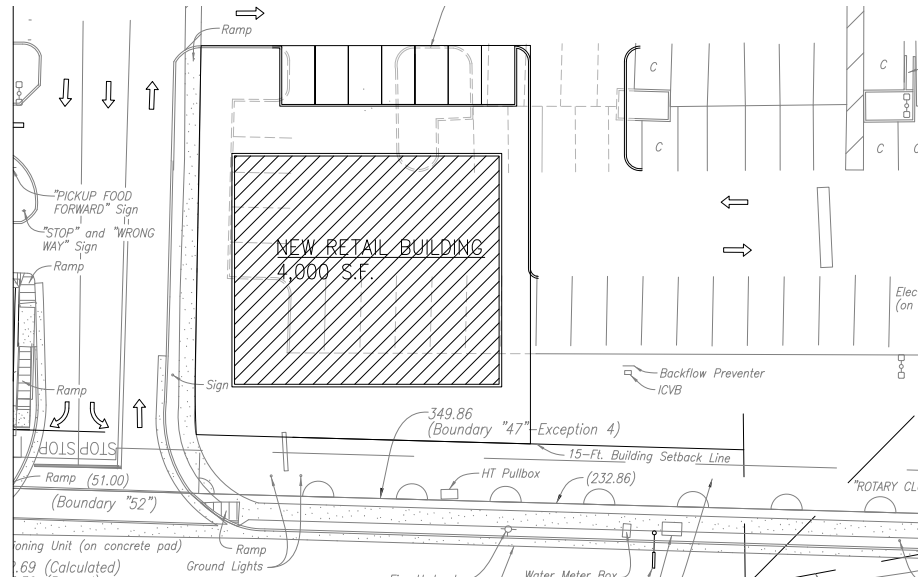 Ramp
C
C
C
C
C
"PICKUP FOOD
FORWARD" Sign
"STOP" and "WRONG
WAY" Sign
Ramp
NEW RETAIL BUILDING
4,000 S.F.
Elec
(on
Backflow Preventer
ICVB
Ramp
Sign
349.86
(Boundary "47"-Exception 4)
STOP STOP
15-Ft. Building Setback Line
HT Pullbox
Ramp (51.00)
(232.86)
"ROTARY CL
(Boundary "52")
ioning Unit (on concrete pad)
Ramp
Ground Lights
.69 (Calculated)
Water Meter Box